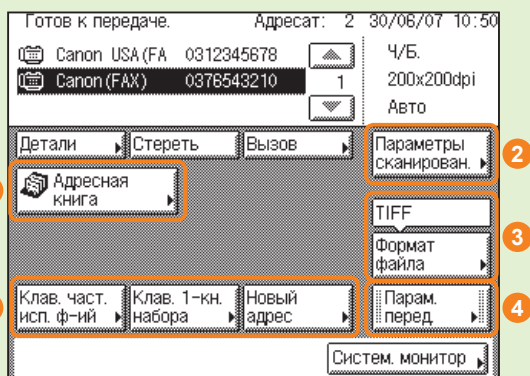 Готов к передаче. Адресат: 2 30/06/07 10:50
Canon USA(FA 0312345678
Canon(FAX) 0376543210
1
Ч/Б.
200x200dpi
Авто
Детали Стереть Вызов
Параметры
сканирован.
2
Адресная
книга
TIFF
Формат
файла
3
Клав. част.
исп. ф-ий
Клав. 1-кн.
набора
Новый
адрес
Парам.
перед.
4
Систем. монитор